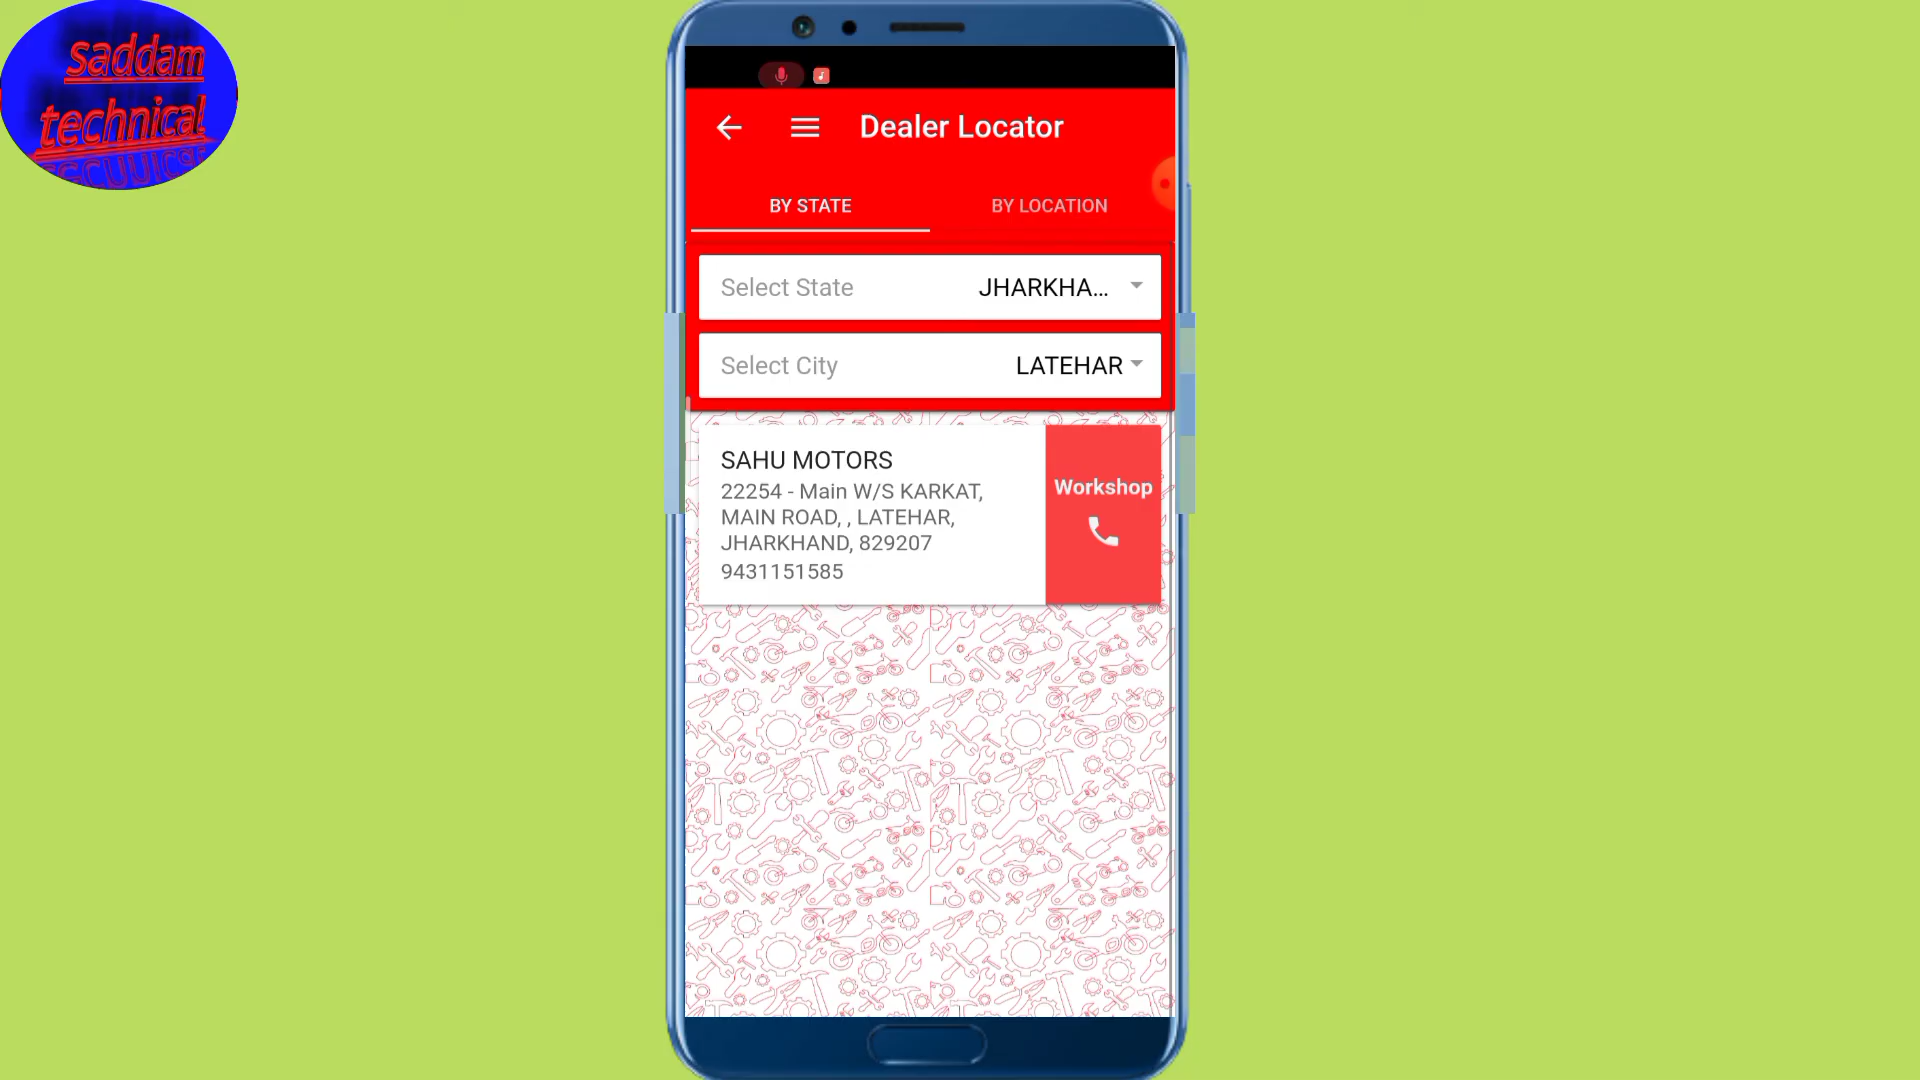 saddam
technical
Dealer Locator
BY STATE
BY LOCATION
Select State JHARKHA...
Select City LATEHAR
SAHU MOTORS
22254 - Main W/S KARKAT,
MAIN ROAD, , LATEHAR,
JHARKHAND, 829207
9431151585
Workshop